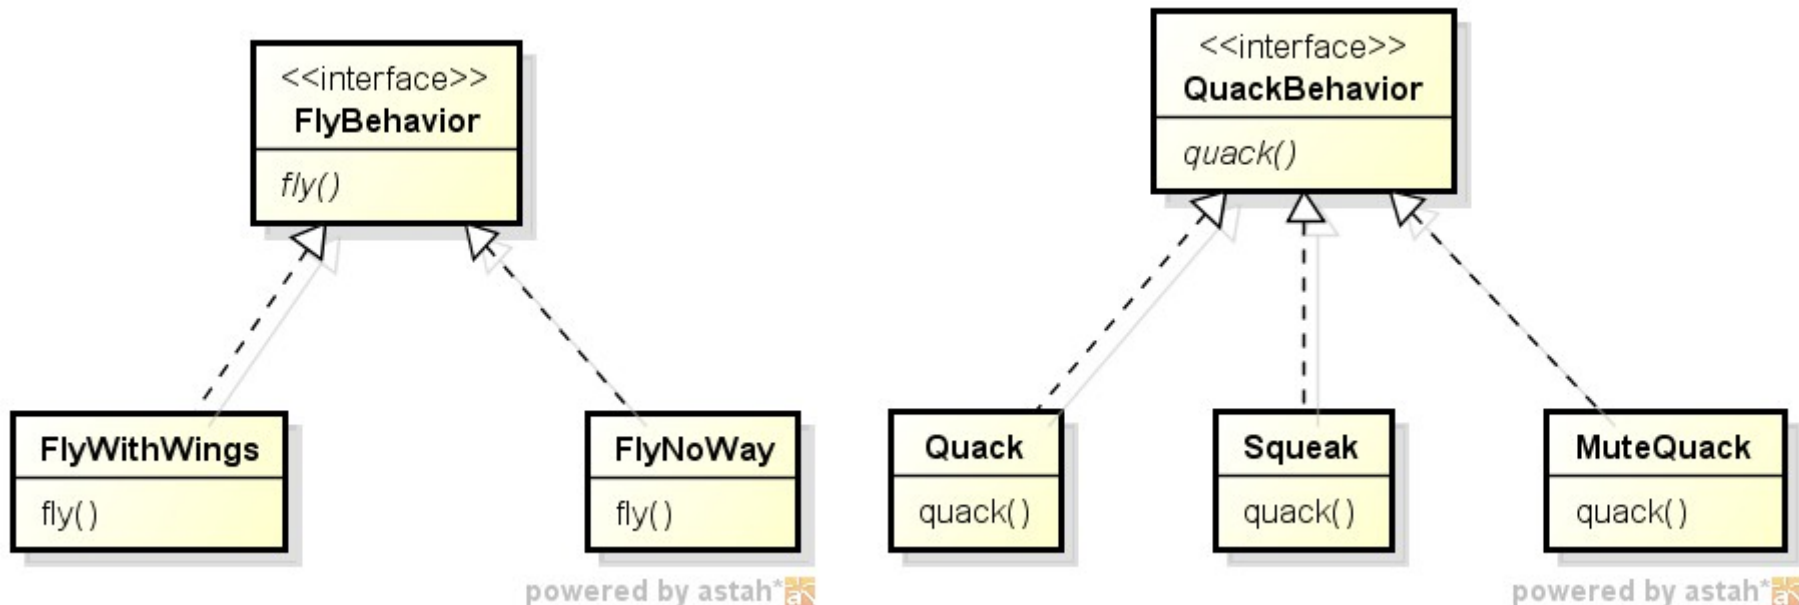 <<interface>>
FlyBehavior
fly()
FlyWithWings
fly()
FlyNoWay
fly()
powered by astah*
<<interface>>
QuackBehavior
quack()
Quack
quack()
Squeak
quack()
MuteQuack
quack()
powered by astah*